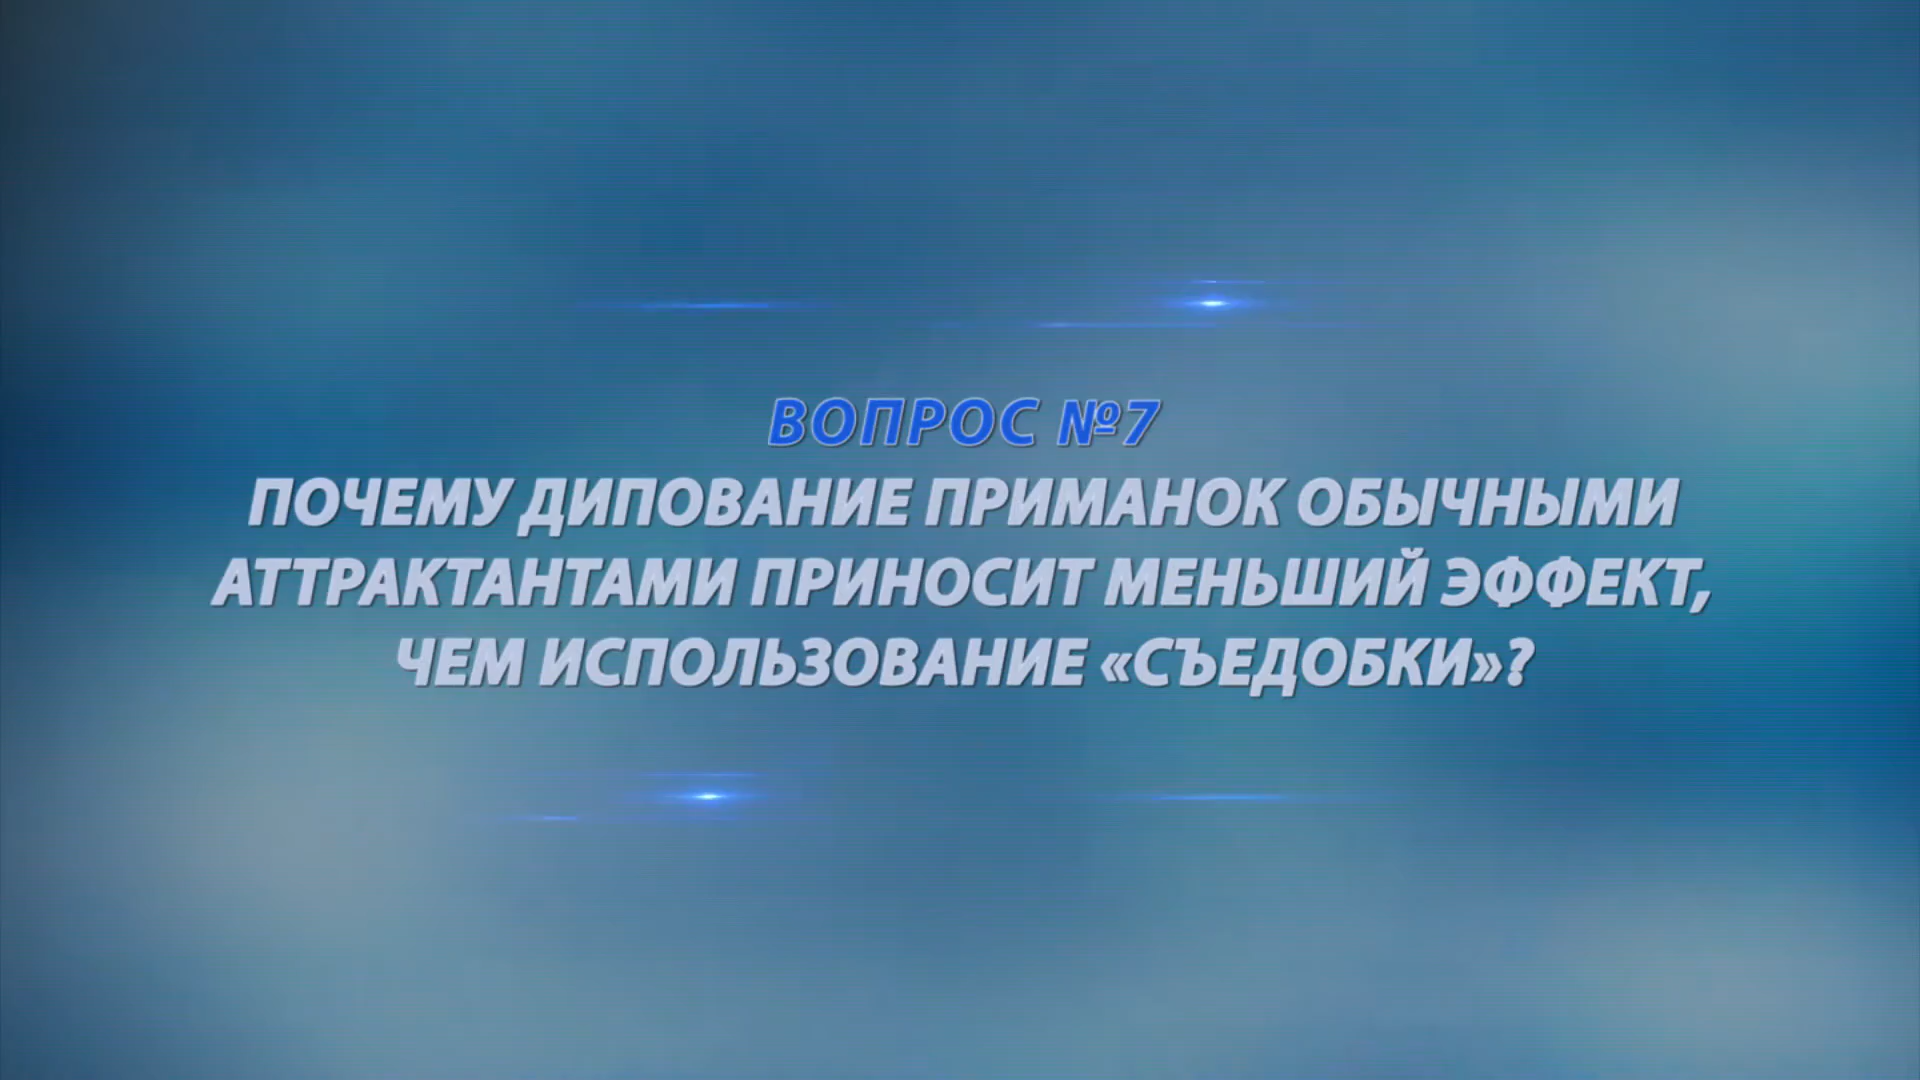 ВОПРОС №7
ПОЧЕМУ ДИПОВАНИЕ ПРИМАНОК ОБЫЧНЫМИ
АТТРАКТАНТАМИ ПРИНОСИТ МЕНЬШИЙ ЭФФЕКТ,
ЧЕМ ИСПОЛЬЗОВАНИЕ «СЪЕДОБКИ»?